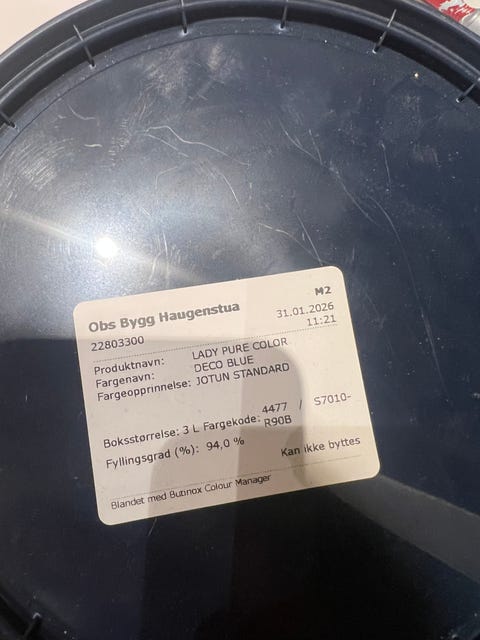 M2
Obs Bygg Haugenstua
22803300 31.01.2026
11:21
Produktnavn: LADY PURE COLOR
Fargenavn: DECO BLUE
Fargeopprinnelse: JOTUN STANDARD
Boksstørrelse: 3 L Fargekode: 4477 / S7010-
R90B
Fyllingsgrad (%): 94,0 %
Kan ikke byttes
Blandet med Butinox Colour Manager